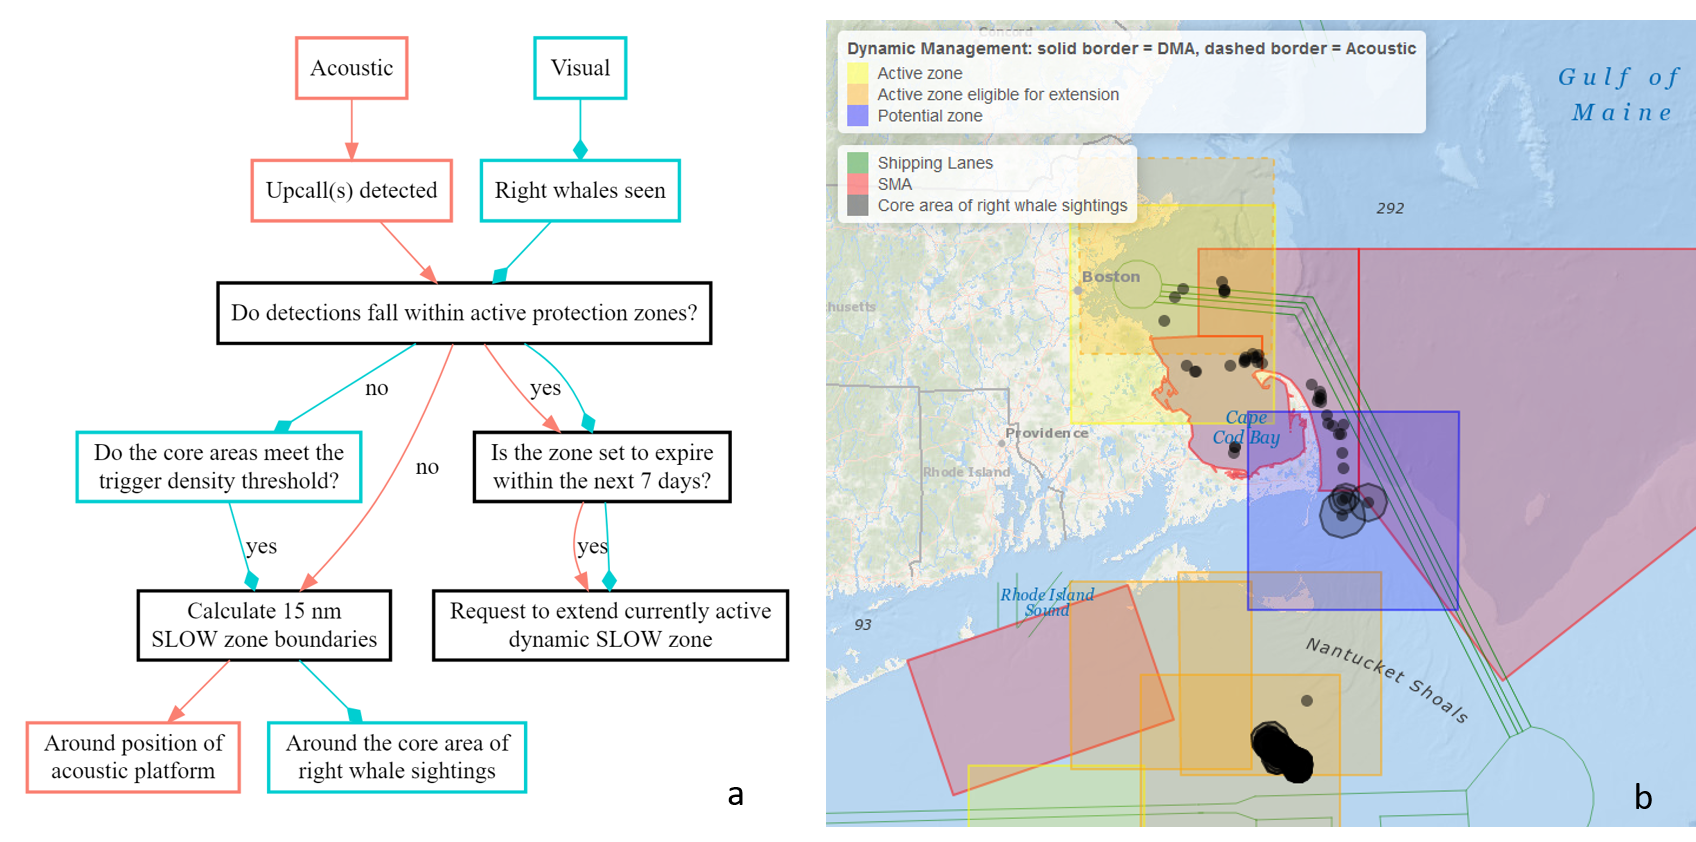 Acoustic
Visual
Upcall(s) detected
Right whales seen
Do detections fall within active protection zones?
no
yes
no
Do the core areas meet the
trigger density threshold?
Is the zone set to expire
within the next 7 days?
yes
yes
Calculate 15 nm
SLOW zone boundaries
Request to extend currently active
dynamic SLOW zone
Around position of
acoustic platform
Around the core area of
right whale sightings
a
Concord
Dynamic Management: solid border = DMA, dashed border = Acoustic
Active zone
Active zone eligible for extension
Potential zone
Shipping Lanes
SMA
Core area of right whale sightings
Gulf of
Maine
292
Boston
husetts
Cape
Cod Bay
Providence
Rhode Island
Rhode Island
Sound
93
Nantucket Shoals
b